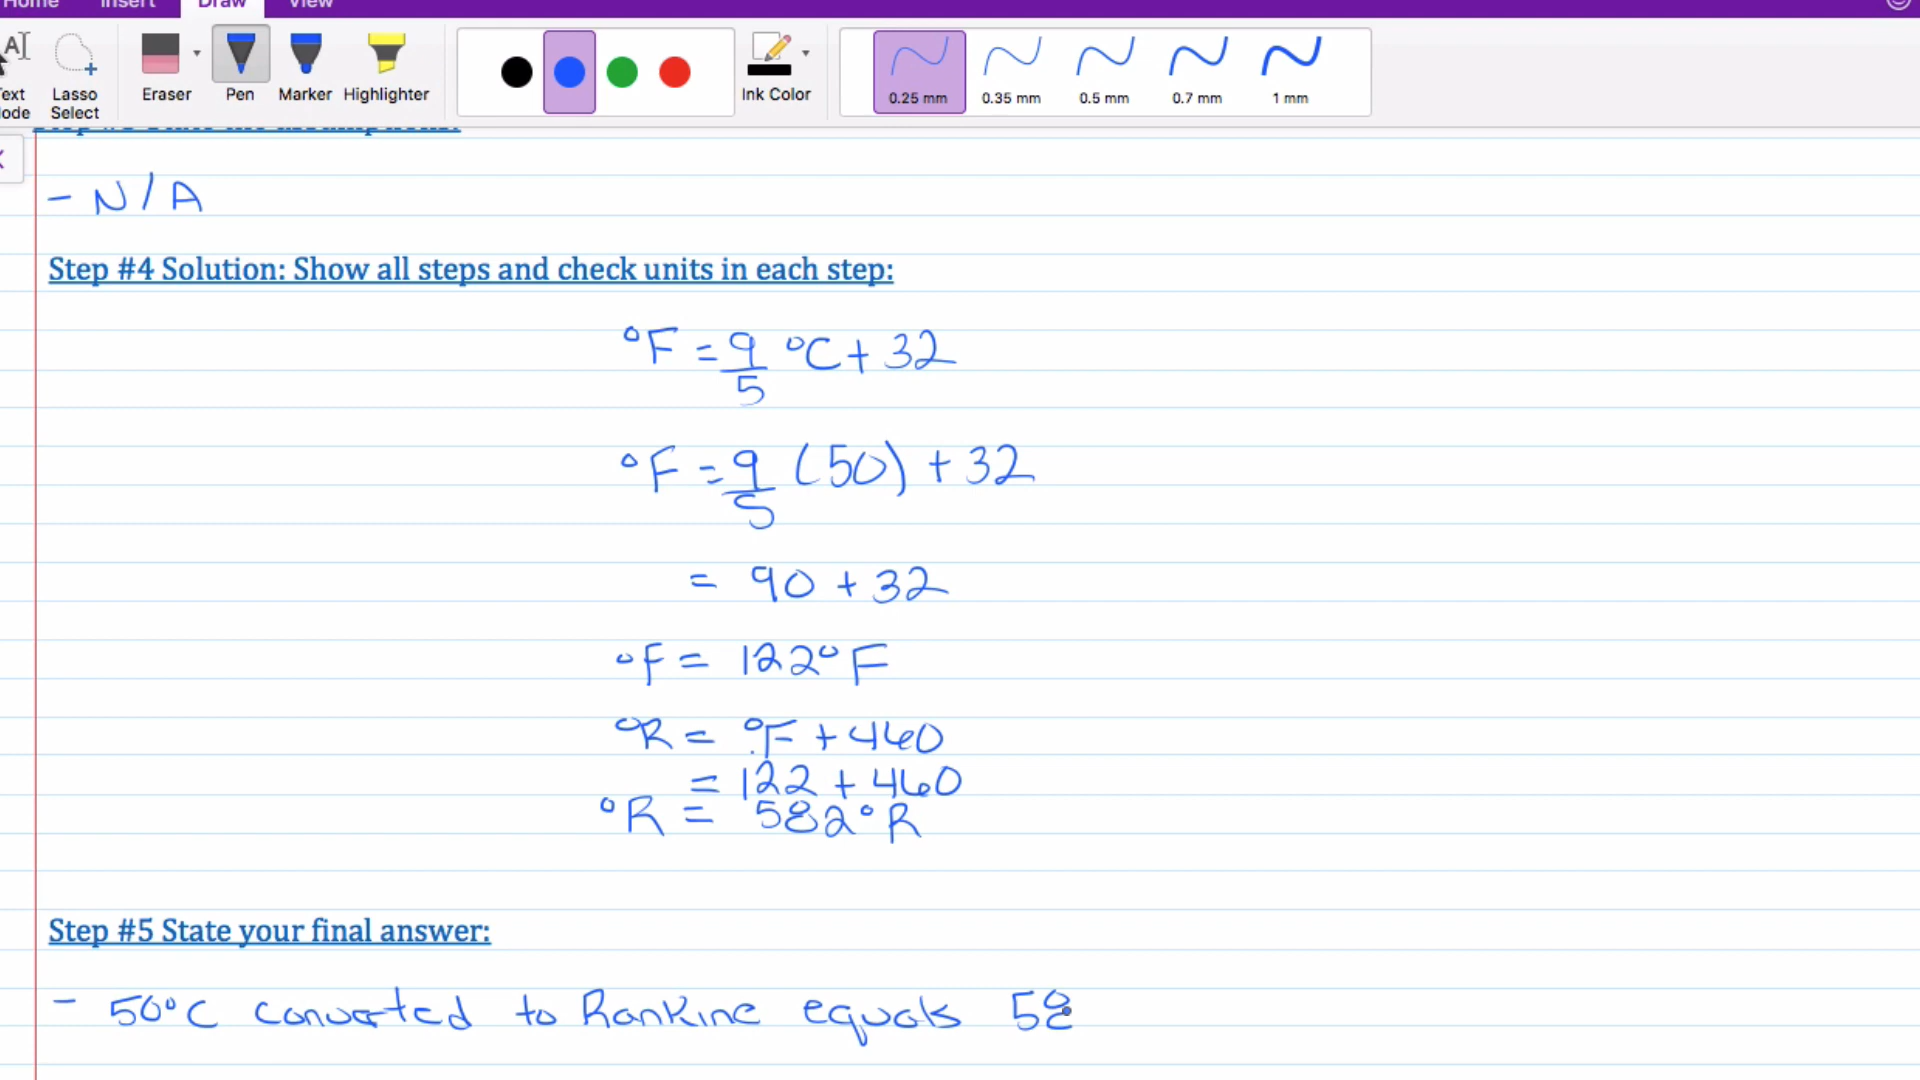 Home Insert Draw View
Text Mode Lasso Select Eraser Pen Marker Highlighter Ink Color 0.25 mm 0.35 mm 0.5 mm 0.7 mm 1 mm
- N/A
Step #4 Solution: Show all steps and check units in each step:
°F = 9/5 °C + 32
°F = 9/5 (50) + 32
= 90 + 32
°F = 122°F
°R = °F + 460
= 122 + 460
°R = 582°R
Step #5 State your final answer:
- 50°C converted to Rankine equals 58